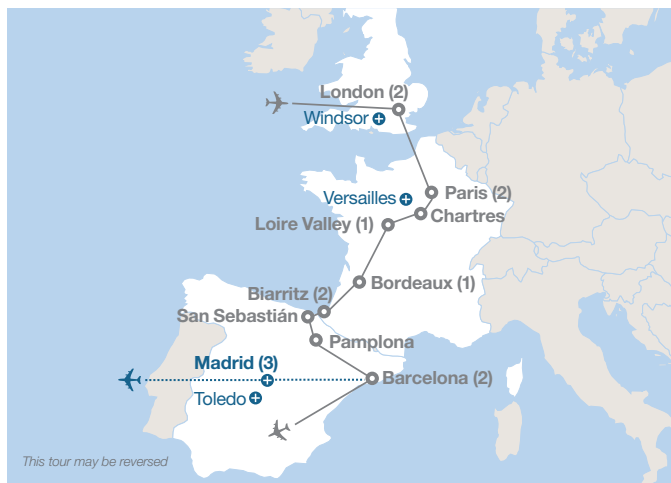 London (2)
Windsor
Paris (2)
Versailles
Chartres
Loire Valley (1)
Bordeaux (1)
Biarritz (2)
San Sebastián
Pamplona
Madrid (3)
Barcelona (2)
Toledo
This tour may be reversed